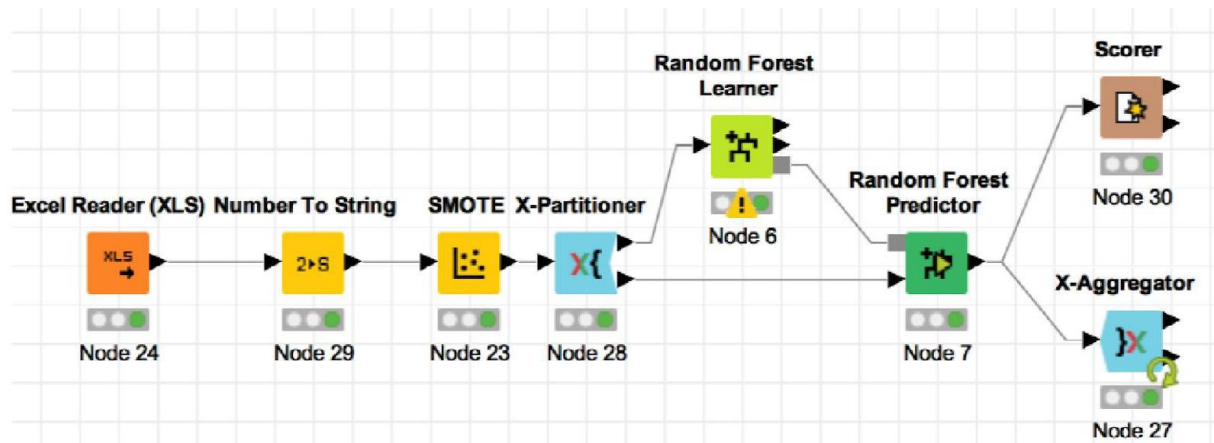 Scorer
Random Forest
Learner
Random Forest
Predictor
Excel Reader (XLS) Number To String SMOTE X-Partitioner
Node 30
Node 6
X-Aggregator
XLS
2▸S
X{
}X
Node 24 Node 29 Node 23 Node 28 Node 7
Node 27